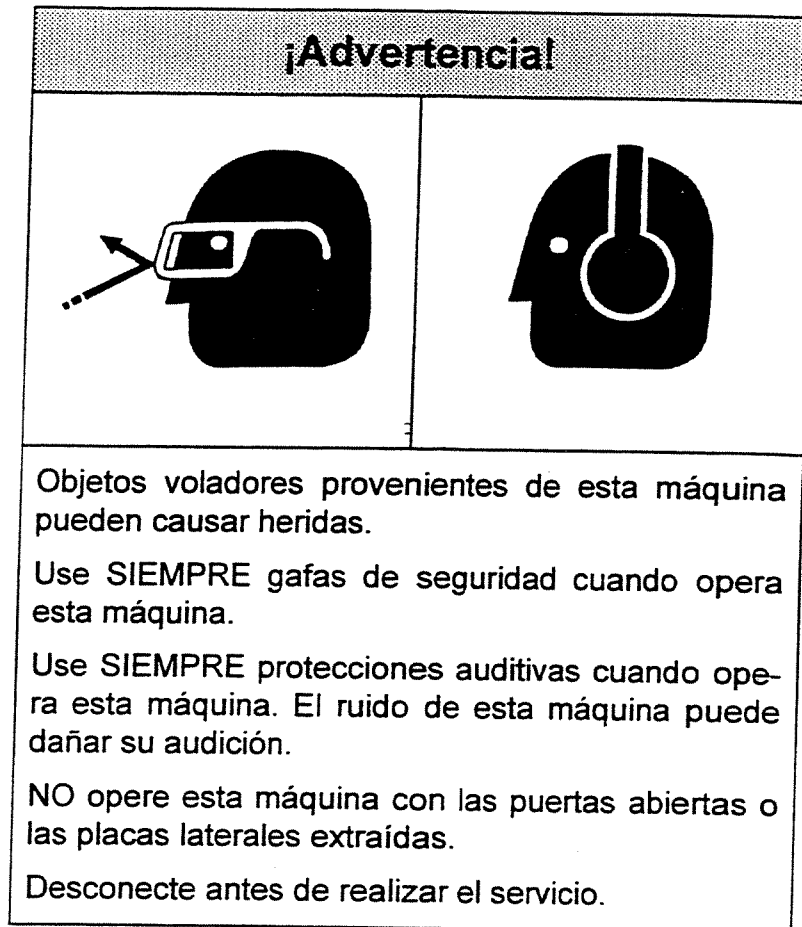 ¡Advertencia!
Objetos voladores provenientes de esta máquina
pueden causar heridas.
Use SIEMPRE gafas de seguridad cuando opera
esta máquina.
Use SIEMPRE protecciones auditivas cuando ope-
ra esta máquina. El ruido de esta máquina puede
dañar su audición.
NO opere esta máquina con las puertas abiertas o
las placas laterales extraídas.
Desconecte antes de realizar el servicio.